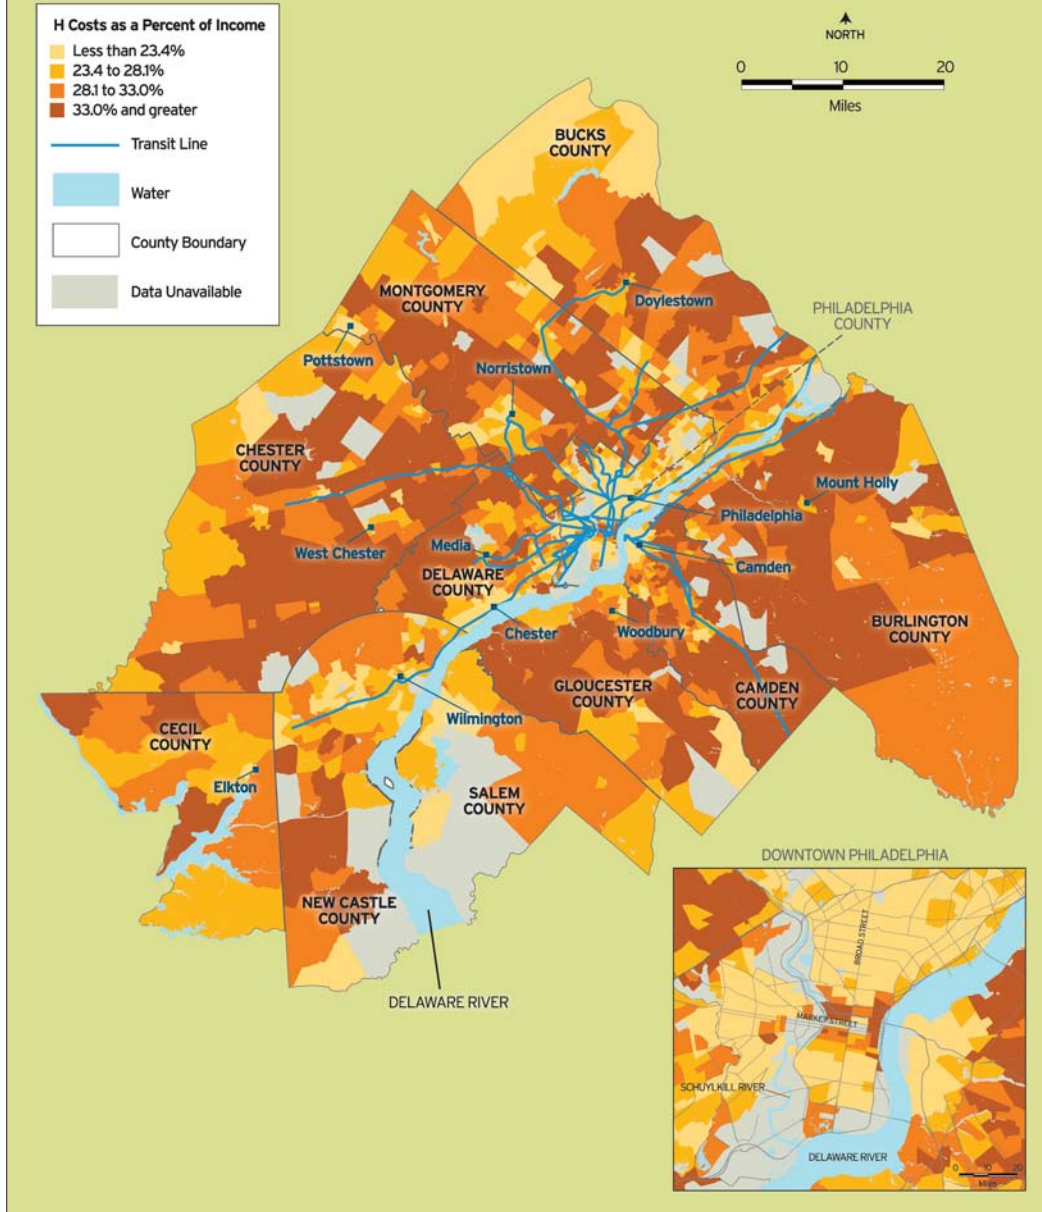 H Costs as a Percent of Income
Less than 23.4%
23.4 to 28.1%
28.1 to 33.0%
33.0% and greater
Transit Line
Water
County Boundary
Data Unavailable
NORTH
0 10 20
Miles
BUCKS
COUNTY
MONTGOMERY
COUNTY
Doylestown
PHILADELPHIA
COUNTY
Pottstown
Norristown
CHESTER
COUNTY
Mount Holly
Philadelphia
West Chester
Media
DELAWARE
COUNTY
Camden
Chester
Woodbury
BURLINGTON
COUNTY
GLOUCESTER
COUNTY
CAMDEN
COUNTY
Wilmington
CECIL
COUNTY
Elkton
SALEM
COUNTY
NEW CASTLE
COUNTY
DELAWARE RIVER
DOWNTOWN PHILADELPHIA
BROAD STREET
MARKET STREET
SCHUYLKILL RIVER
DELAWARE RIVER
0 10 20
Miles